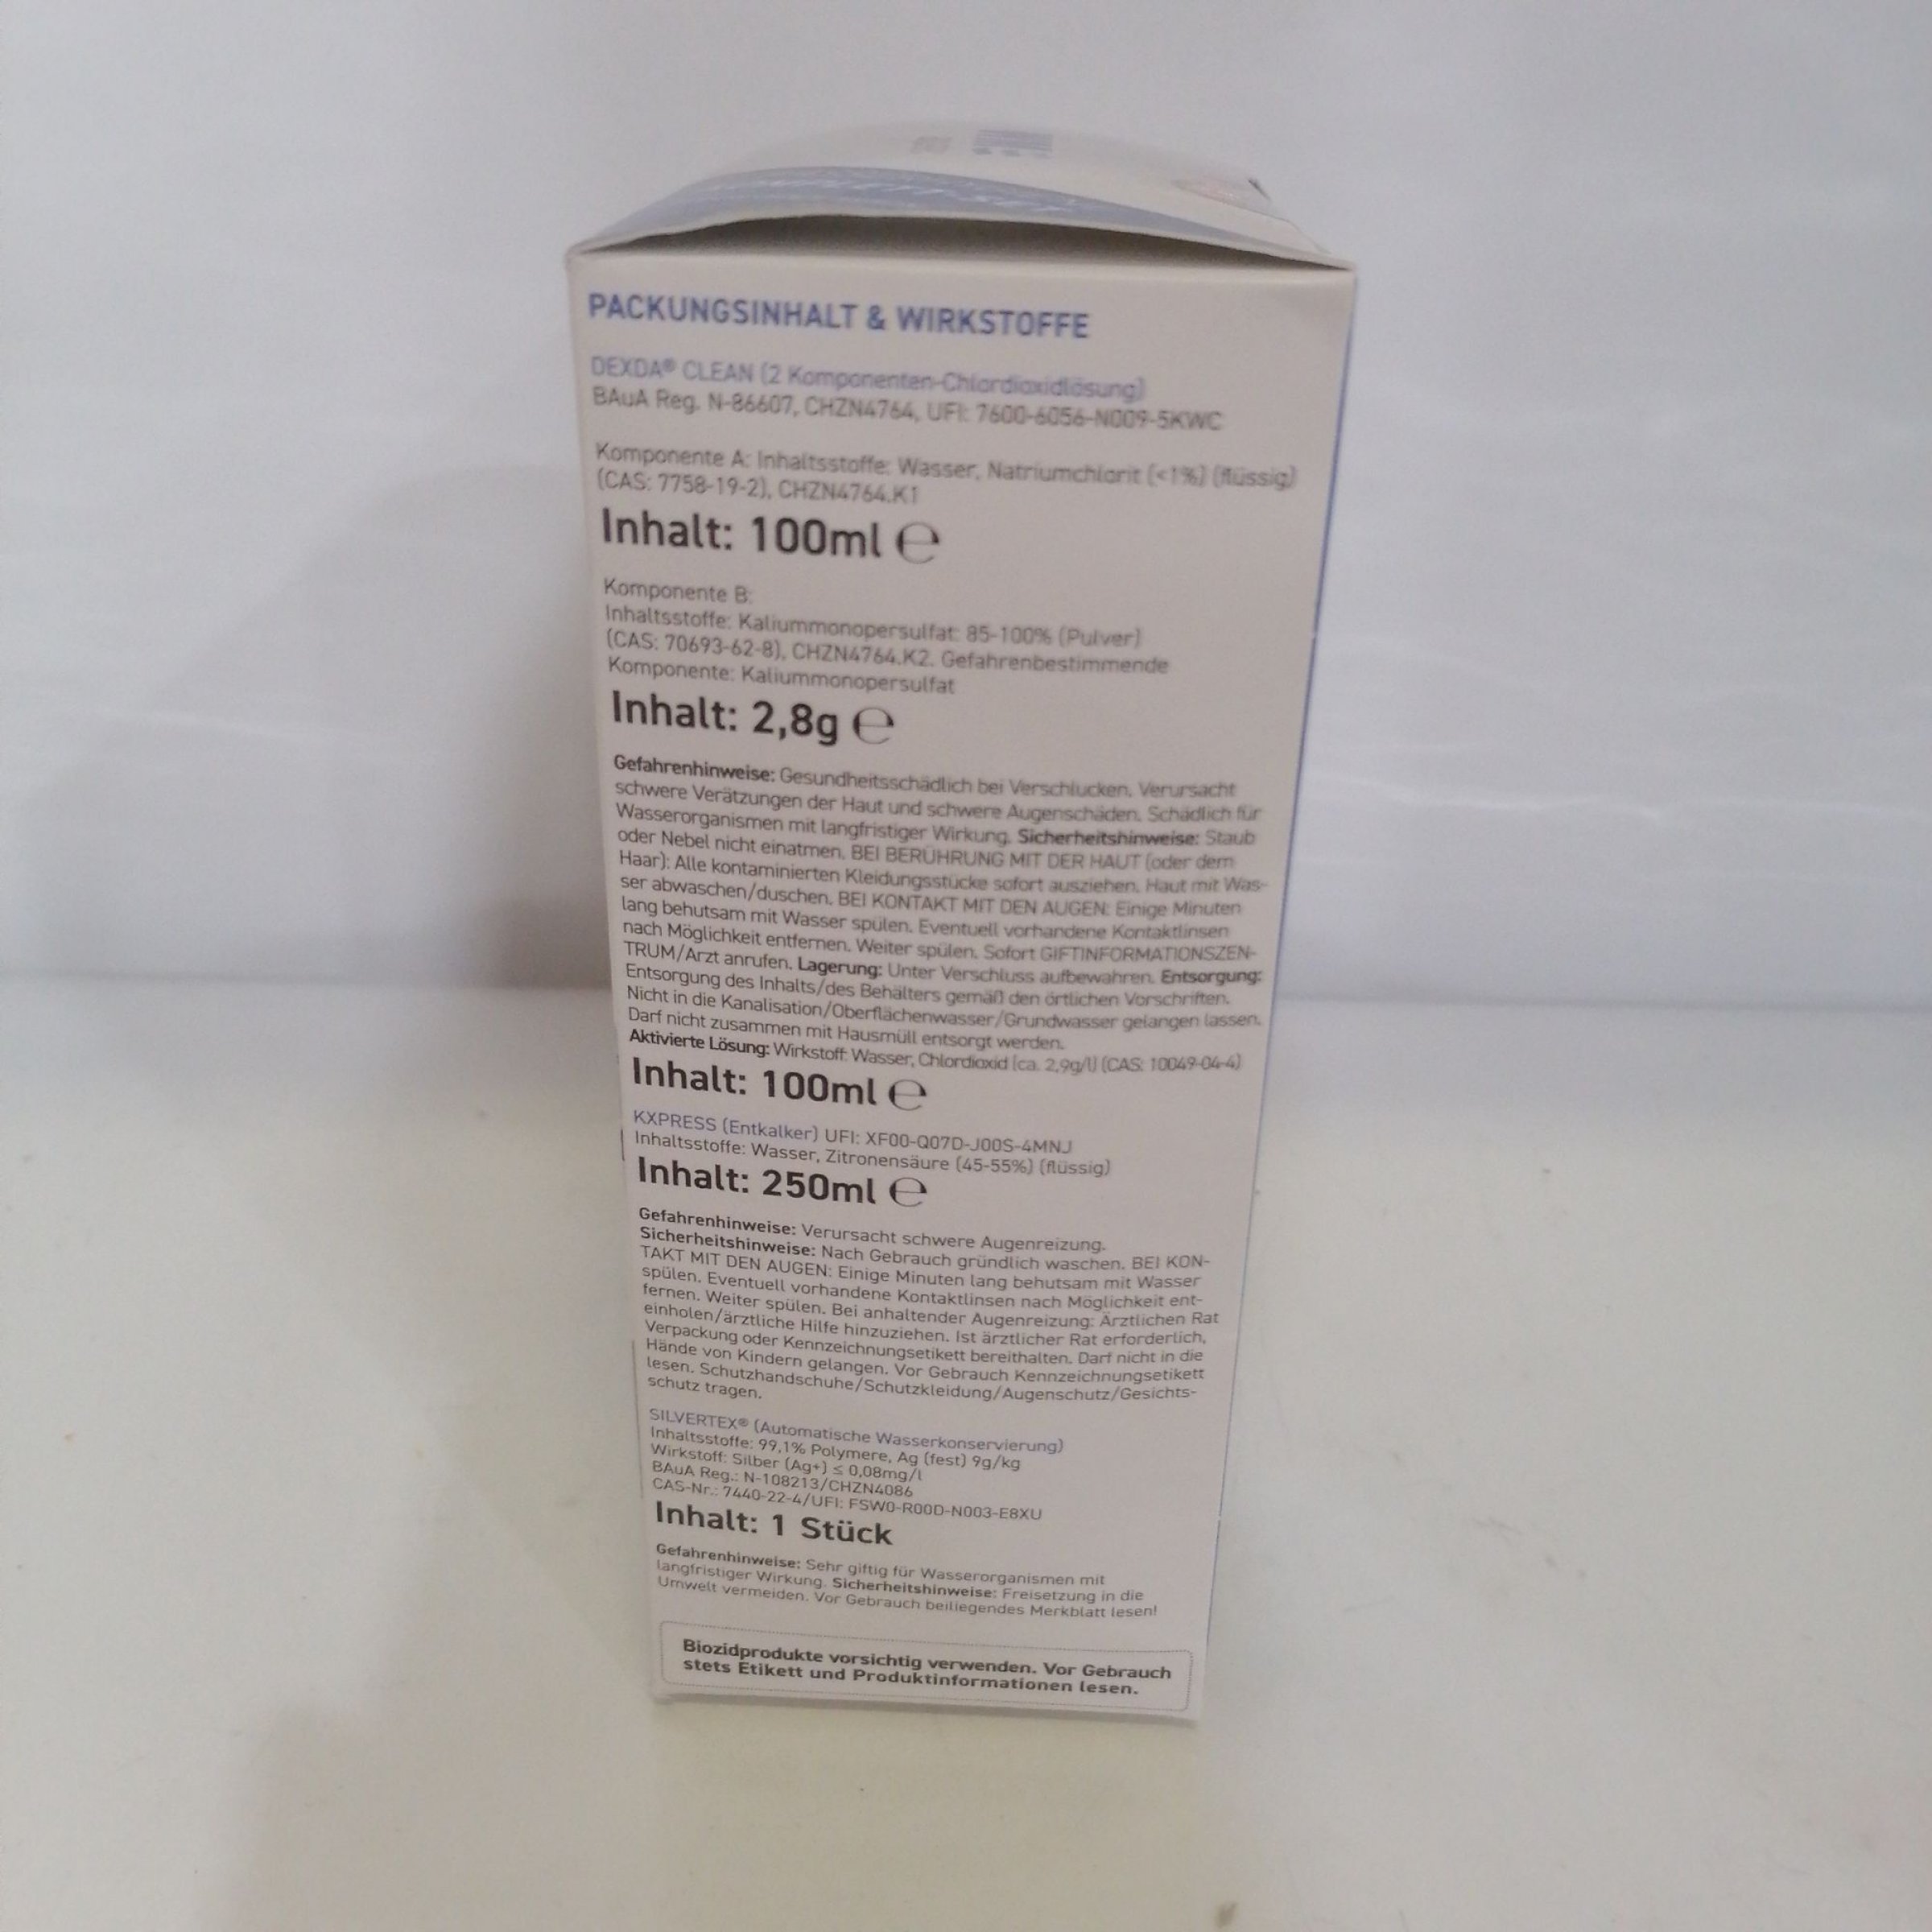 PACKUNGSINHALT & WIRKSTOFFE
DEXDA® CLEAN (2 Komponenten-Chlordioxidlösung)
BAuA Reg. N-86607, CHZN4764, UFI: 7600-6056-N009-5KWC
Komponente A: Inhaltsstoffe: Wasser, Natriumchlorit (<1%) (flüssig)
(CAS: 7758-19-2), CHZN4764.K1
Inhalt: 100ml ℮
Komponente B:
Inhaltsstoffe: Kaliummonopersulfat: 85-100% (Pulver)
(CAS: 70693-62-8), CHZN4764.K2. Gefahrenbestimmende
Komponente: Kaliummonopersulfat
Inhalt: 2,8g ℮
Gefahrenhinweise: Gesundheitsschädlich bei Verschlucken. Verursacht
schwere Verätzungen der Haut und schwere Augenschäden. Schädlich für
Wasserorganismen mit langfristiger Wirkung. Sicherheitshinweise: Staub
oder Nebel nicht einatmen. BEI BERÜHRUNG MIT DER HAUT (oder dem
Haar): Alle kontaminierten Kleidungsstücke sofort ausziehen. Haut mit Was-
ser abwaschen/duschen. BEI KONTAKT MIT DEN AUGEN: Einige Minuten
lang behutsam mit Wasser spülen. Eventuell vorhandene Kontaktlinsen
nach Möglichkeit entfernen. Weiter spülen. Sofort GIFTINFORMATIONSZEN-
TRUM/Arzt anrufen. Lagerung: Unter Verschluss aufbewahren. Entsorgung:
Entsorgung des Inhalts/des Behälters gemäß den örtlichen Vorschriften.
Nicht in die Kanalisation/Oberflächenwasser/Grundwasser gelangen lassen.
Darf nicht zusammen mit Hausmüll entsorgt werden.
Aktivierte Lösung: Wirkstoff: Wasser, Chlordioxid (ca. 2,9g/l) (CAS: 10049-04-4)
Inhalt: 100ml ℮
KXPRESS (Entkalker) UFI: XF00-Q07D-J00S-4MNJ
Inhaltsstoffe: Wasser, Zitronensäure (45-55%) (flüssig)
Inhalt: 250ml ℮
Gefahrenhinweise: Verursacht schwere Augenreizung.
Sicherheitshinweise: Nach Gebrauch gründlich waschen. BEI KON-
TAKT MIT DEN AUGEN: Einige Minuten lang behutsam mit Wasser
spülen. Eventuell vorhandene Kontaktlinsen nach Möglichkeit ent-
fernen. Weiter spülen. Bei anhaltender Augenreizung: Ärztlichen Rat
einholen/ärztliche Hilfe hinzuziehen. Ist ärztlicher Rat erforderlich,
Verpackung oder Kennzeichnungsetikett bereithalten. Darf nicht in die
Hände von Kindern gelangen. Vor Gebrauch Kennzeichnungsetikett
lesen. Schutzhandschuhe/Schutzkleidung/Augenschutz/Gesichts-
schutz tragen.
SILVERTEX® (Automatische Wasserkonservierung)
Inhaltsstoffe: 99,1% Polymere, Ag (fest) 9g/kg
Wirkstoff: Silber (Ag+) ≤ 0,08mg/l
BAuA Reg.: N-108213/CHZN4086
CAS-Nr.: 7440-22-4/UFI: FSW0-R00D-N003-E8XU
Inhalt: 1 Stück
Gefahrenhinweise: Sehr giftig für Wasserorganismen mit
langfristiger Wirkung. Sicherheitshinweise: Freisetzung in die
Umwelt vermeiden. Vor Gebrauch beiliegendes Merkblatt lesen!
Biozidprodukte vorsichtig verwenden. Vor Gebrauch
stets Etikett und Produktinformationen lesen.